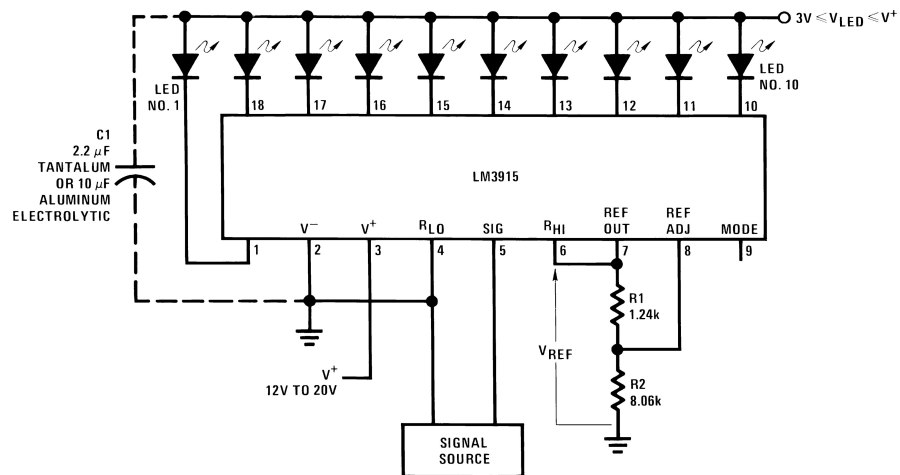 3V ≤ VLED ≤ V+
LED
NO. 1
LED
NO. 10
18
17
16
15
14
13
12
11
10
C1
2.2 µF
TANTALUM
OR 10 µF
ALUMINUM
ELECTROLYTIC
LM3915
V−
V+
RLO
SIG
RHI
REF
OUT
REF
ADJ
MODE
1
2
3
4
5
6
7
8
9
R1
1.24k
VREF
R2
8.06k
V+
12V TO 20V
SIGNAL
SOURCE